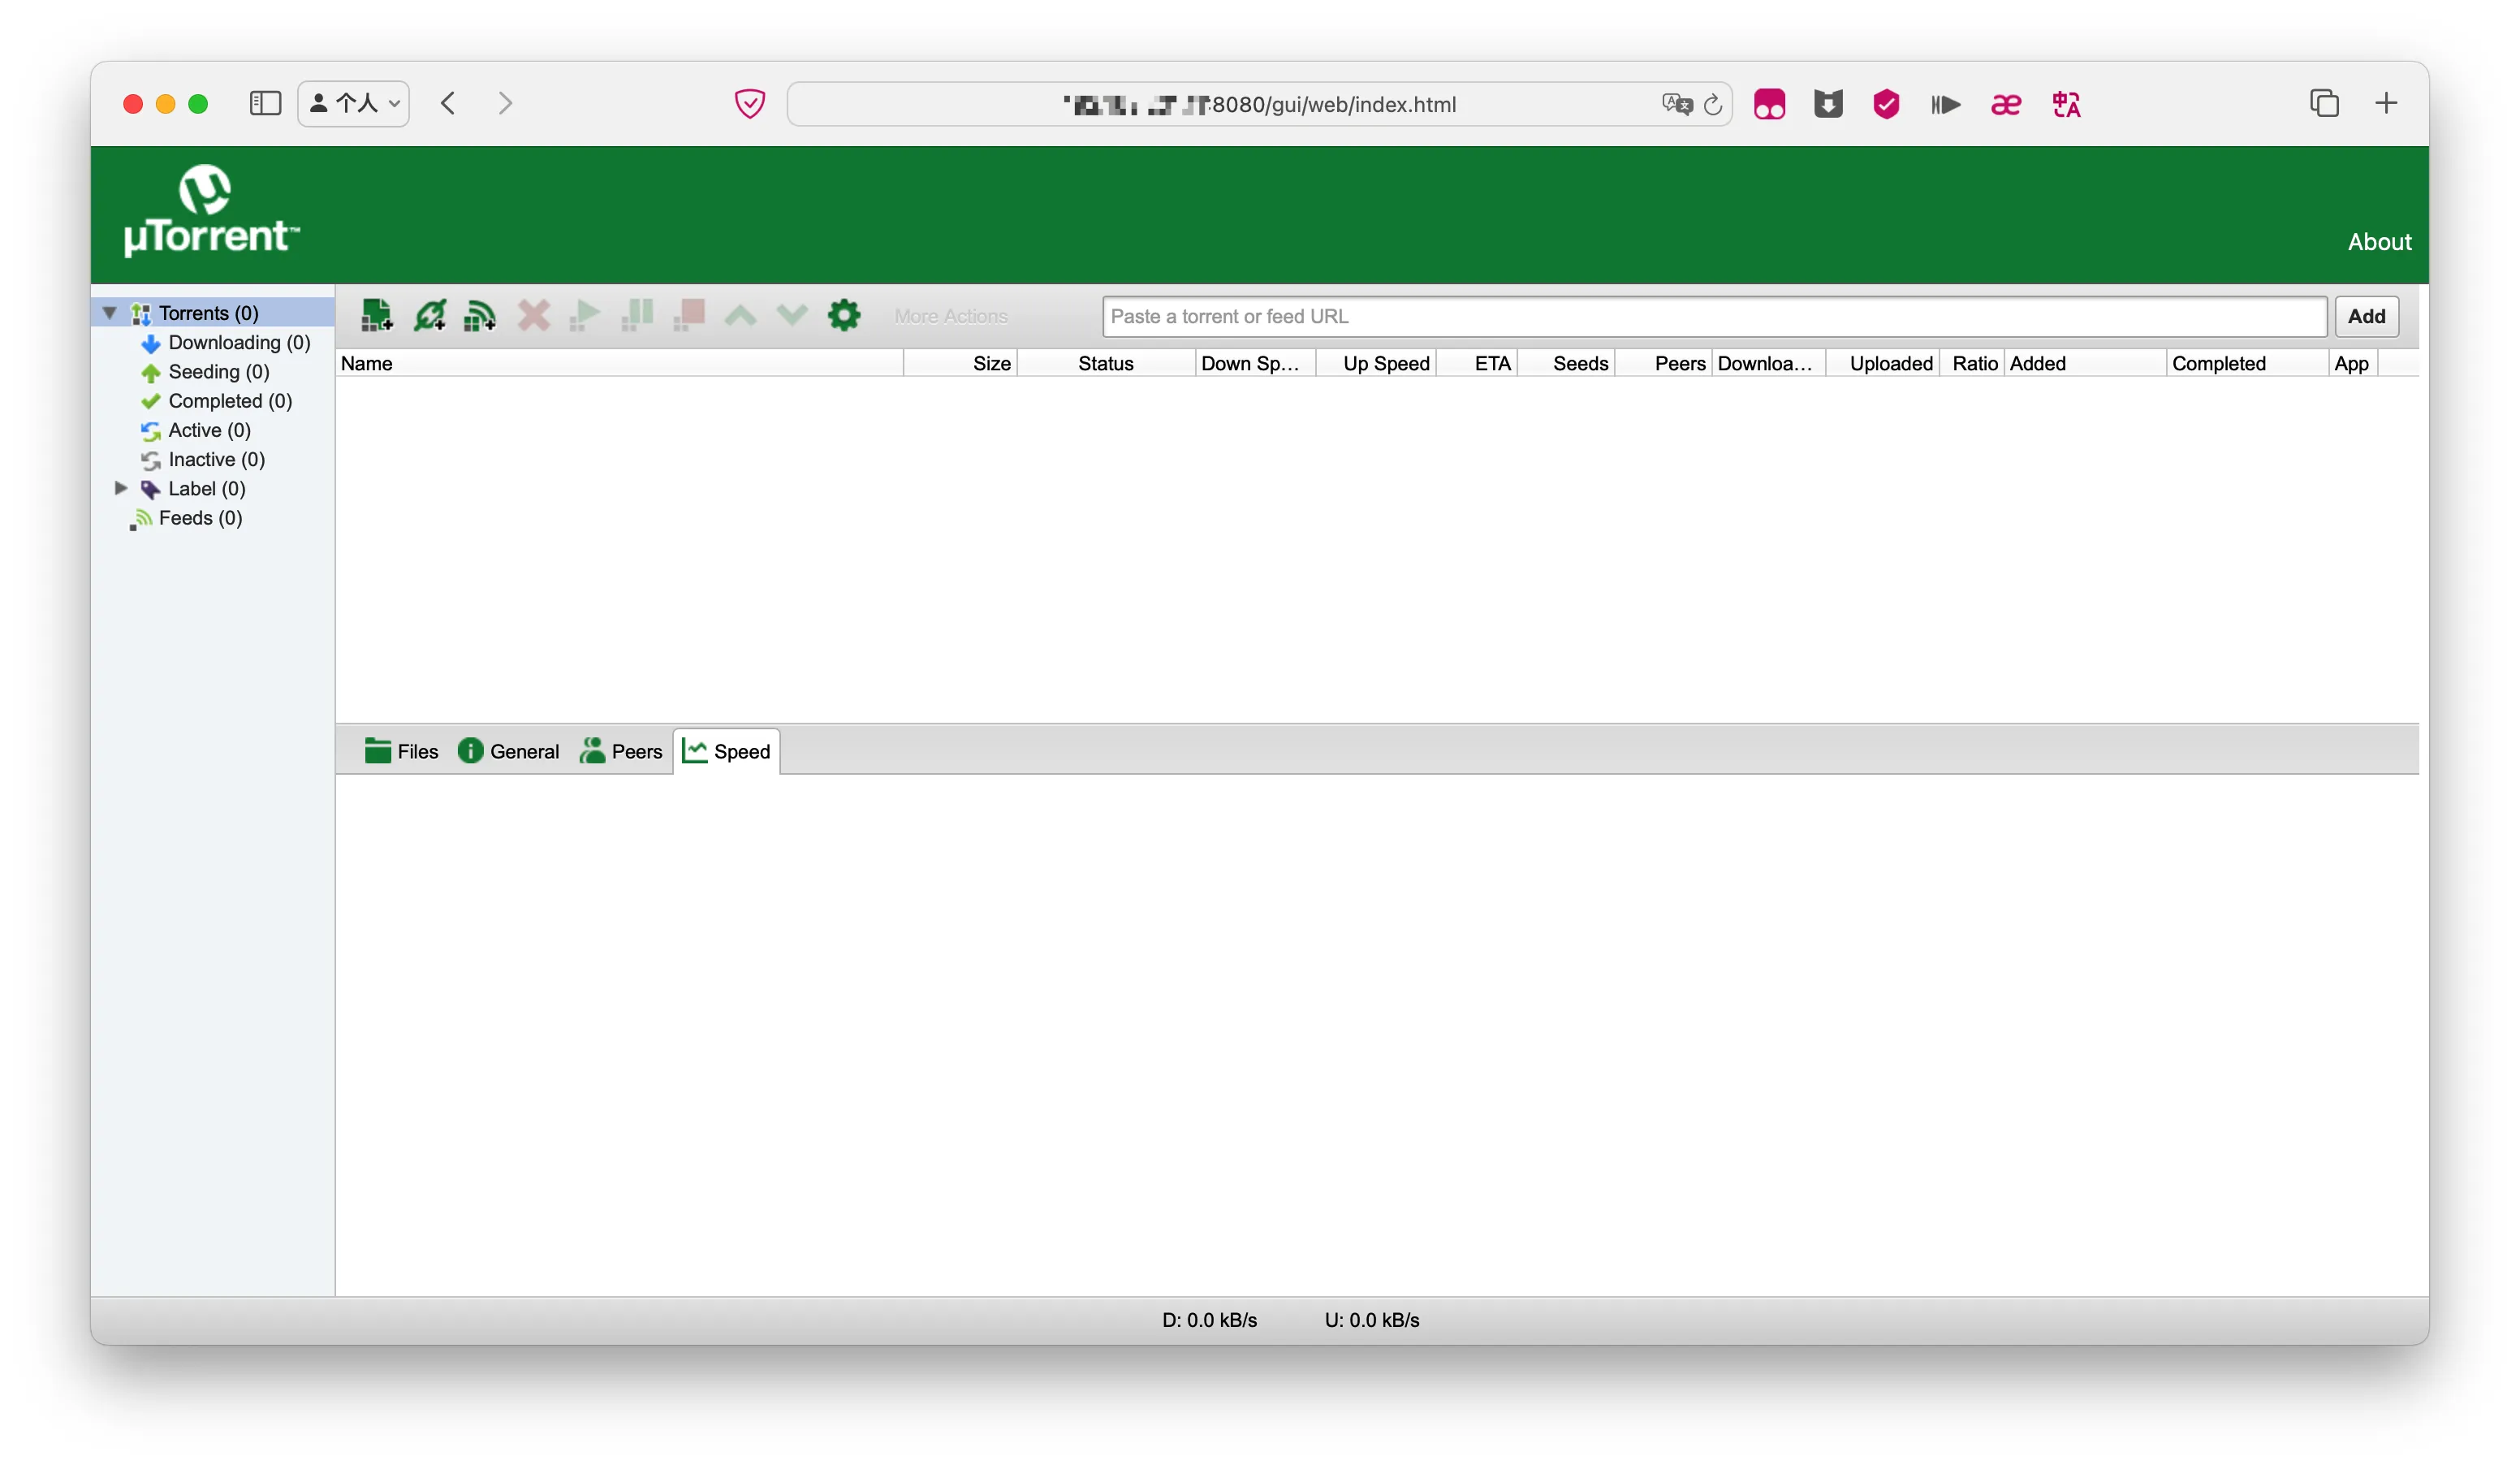 个人
:8080/gui/web/index.html
µTorrent™
About
Torrents (0)
Downloading (0)
Seeding (0)
Completed (0)
Active (0)
Inactive (0)
Label (0)
Feeds (0)
More Actions
Paste a torrent or feed URL
Add
Name Size Status Down Sp... Up Speed ETA Seeds Peers Downloa... Uploaded Ratio Added Completed App
Files General Peers Speed
D: 0.0 kB/s U: 0.0 kB/s